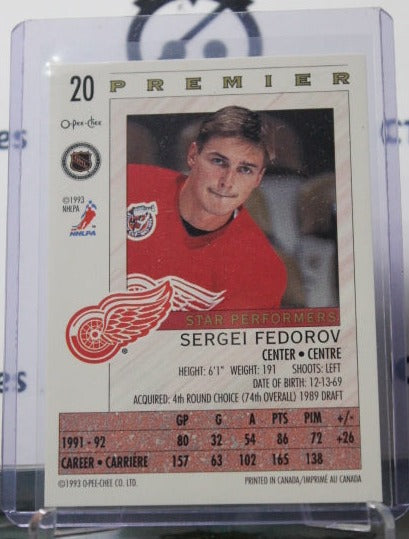 20 PREMIER
O-Pee-Chee
NHL
©1993
NHLPA
NHLPA
STAR PERFORMERS
SERGEI FEDOROV
CENTER • CENTRE
HEIGHT: 6'1" WEIGHT: 191 SHOOTS: LEFT
DATE OF BIRTH: 12-13-69
ACQUIRED: 4th ROUND CHOICE (74th OVERALL) 1989 DRAFT
GP G A PTS PIM +/-
1991-92 80 32 54 86 72 +26
CAREER • CARRIÈRE 157 63 102 165 138
©1993 O-PEE-CHEE CO. LTD. PRINTED IN CANADA/IMPRIMÉ AU CANADA